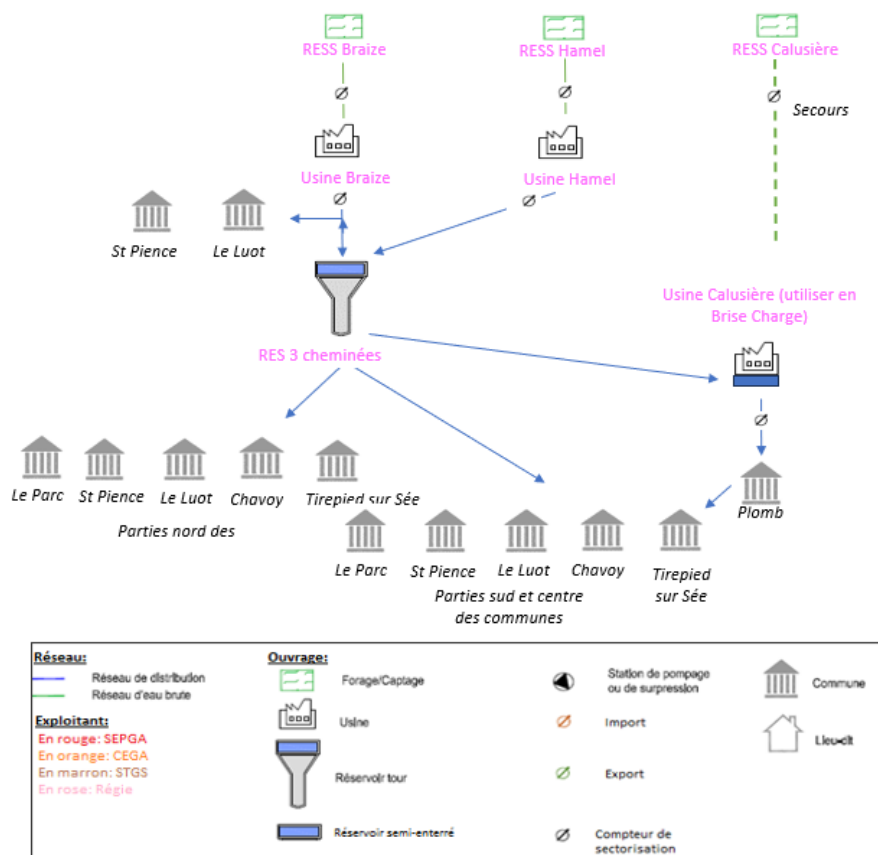 RESS Braize
RESS Hamel
RESS Calusière
Secours
Usine Braize
Usine Hamel
St Pience
Le Luot
Usine Calusière (utiliser en
Brise Charge)
RES 3 cheminées
Le Parc
St Pience
Le Luot
Chavoy
Tirepied sur Sée
Plomb
Parties nord des
Le Parc
St Pience
Le Luot
Chavoy
Tirepied
sur Sée
Parties sud et centre
des communes
Réseau:
Réseau de distribution
Réseau d'eau brute
Exploitant:
En rouge: SEPGA
En orange: CEGA
En marron: STGS
En rose: Régie
Ouvrage:
Forage/Captage
Usine
Réservoir tour
Réservoir semi-enterré
Station de pompage
ou de surpression
Import
Export
Compteur de
sectorisation
Commune
Lieu-dit